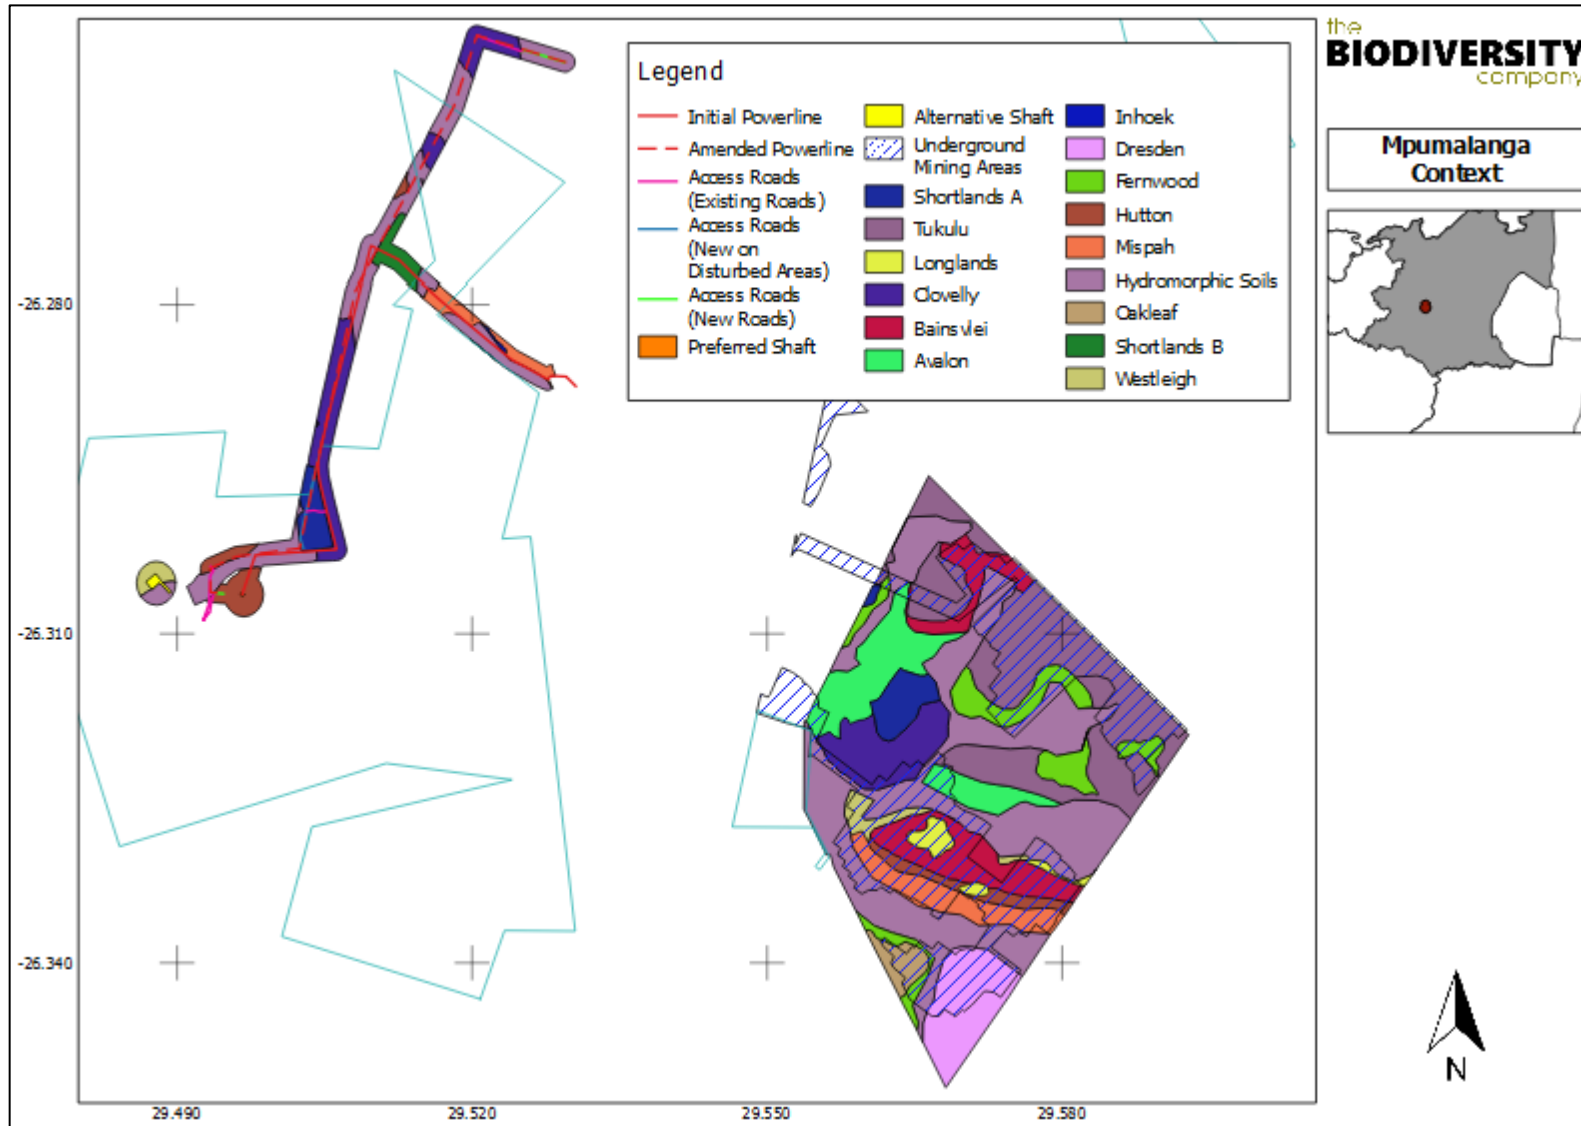 the
BIODIVERSITY
company
Mpumalanga
Context
Legend
Initial Powerline
Amended Powerline
Access Roads
(Existing Roads)
Access Roads
(New on
Disturbed Areas)
Access Roads
(New Roads)
Preferred Shaft
Alternative Shaft
Underground
Mining Areas
Shortlands A
Tukulu
Longlands
Clovelly
Bainsvlei
Avalon
Inhoek
Dresden
Fernwood
Hutton
Mispah
Hydromorphic Soils
Oakleaf
Shortlands B
Westleigh
-26.280
-26.310
-26.340
29.490
29.520
29.550
29.580
N